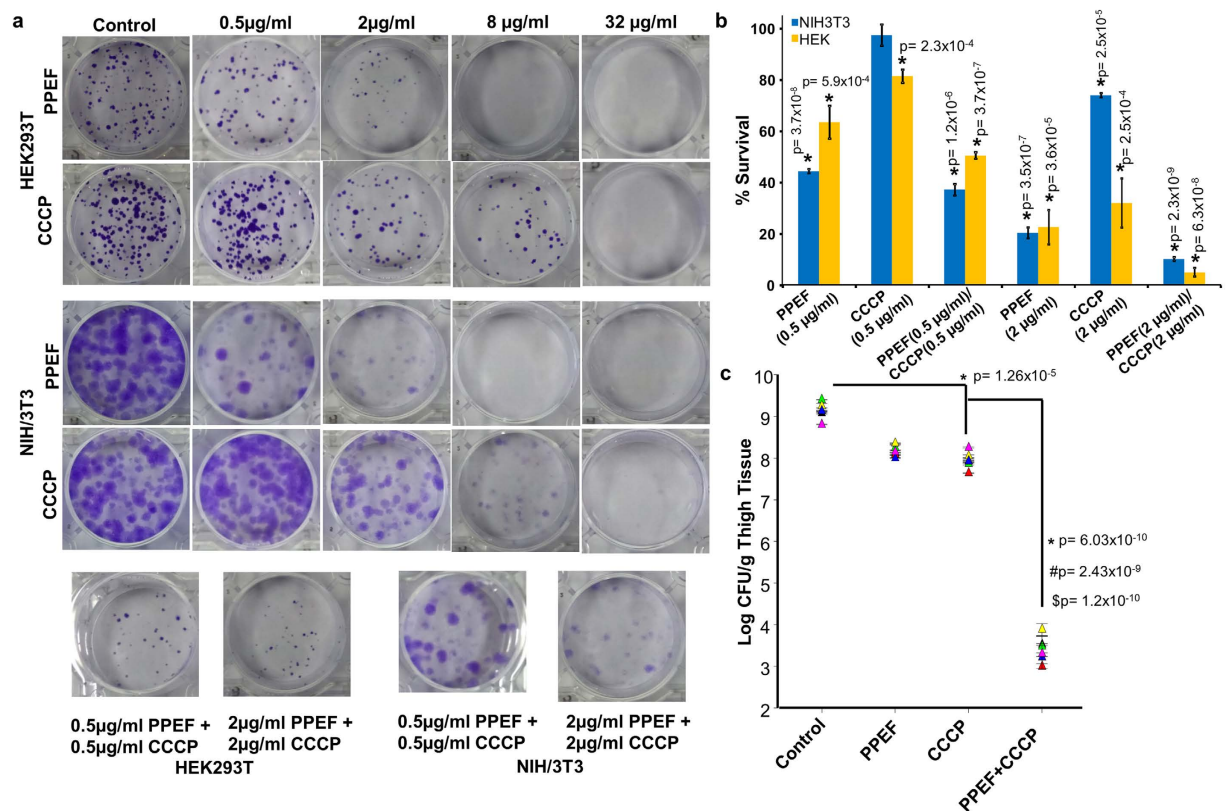 a
Control 0.5µg/ml 2µg/ml 8 µg/ml 32 µg/ml
HEK293T
PPEF
CCCP
NIH/3T3
PPEF
CCCP
0.5µg/ml PPEF +
0.5µg/ml CCCP
2µg/ml PPEF +
2µg/ml CCCP
HEK293T
0.5µg/ml PPEF +
0.5µg/ml CCCP
2µg/ml PPEF +
2µg/ml CCCP
NIH/3T3
b
NIH3T3
HEK
% Survival
100
80
60
40
20
0
* p= 3.7x10-8
* p= 5.9x10-4
* p= 2.3x10-4
* p= 1.2x10-6
* p= 3.7x10-7
*p= 3.5x10-7
* p= 3.6x10-5
*p= 2.5x10-5
*p= 2.5x10-4
*p= 2.3x10-9
*p= 6.3x10-8
PPEF
(0.5 µg/ml)
CCCP
(0.5 µg/ml)
PPEF(0.5 µg/ml)/
CCCP(0.5 µg/ml)
PPEF
(2 µg/ml)
CCCP
(2 µg/ml)
PPEF(2 µg/ml)/
CCCP(2 µg/ml)
c
Log CFU/g Thigh Tissue
10
9
8
7
6
5
4
3
2
* p= 1.26x10-5
* p= 6.03x10-10
#p= 2.43x10-9
$p= 1.2x10-10
Control
PPEF
CCCP
PPEF+CCCP